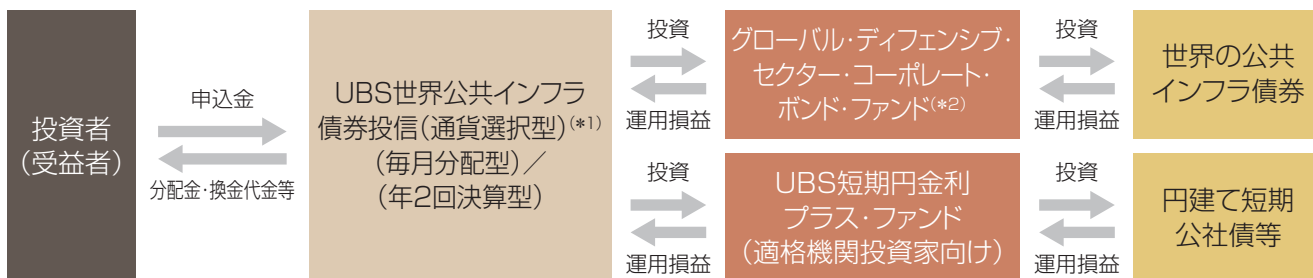 投資者
(受益者)
申込金
分配金・換金代金等
UBS世界公共インフラ
債券投信(通貨選択型)(*1)
(毎月分配型)/
(年2回決算型)
投資
運用損益
グローバル・ディフェンシブ・
セクター・コーポレート・
ボンド・ファンド(*2)
投資
運用損益
世界の公共
インフラ債券
投資
運用損益
UBS短期円金利
プラス・ファンド
(適格機関投資家向け)
投資
運用損益
円建て短期
公社債等